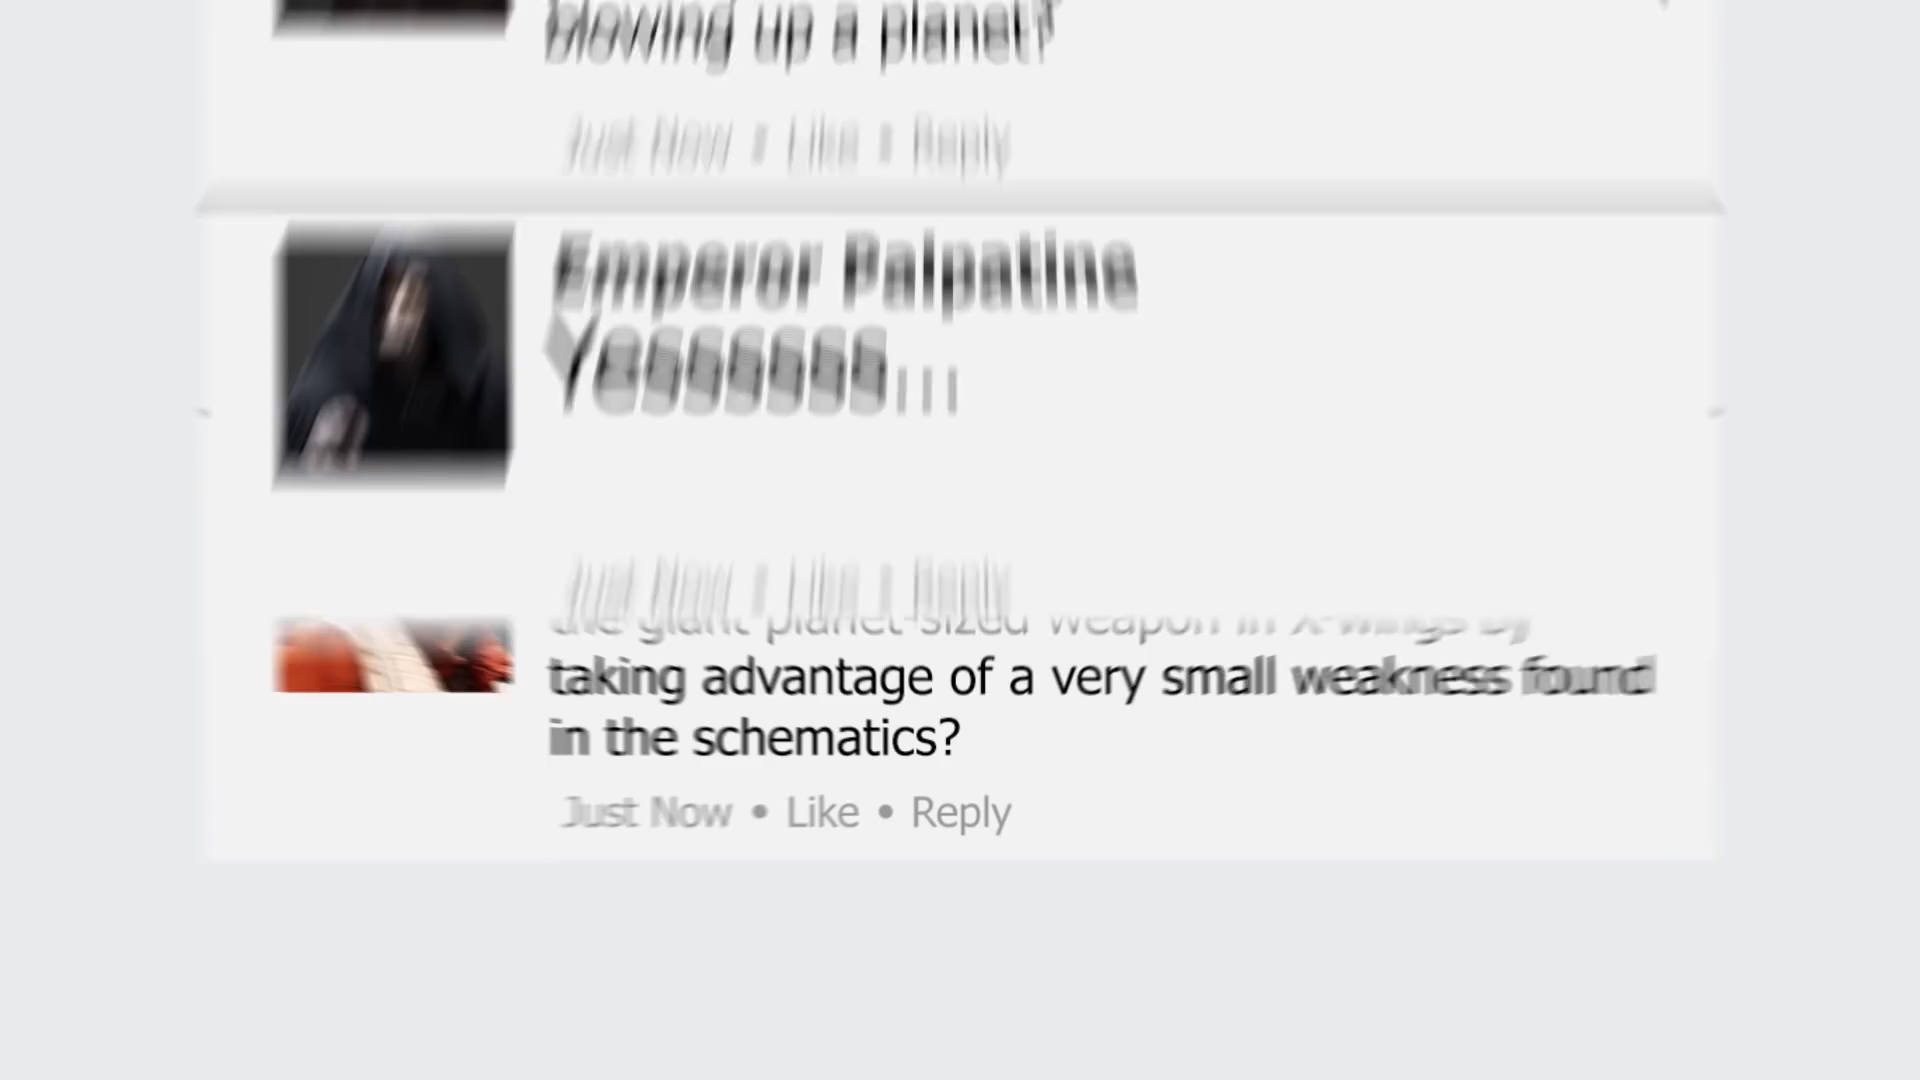 blowing up a planet?
Just Now • Like • Reply
Emperor Palpatine
Yesssssss...
Just Now • Like • Reply
the giant planet-sized weapon in X-wings by
taking advantage of a very small weakness found
in the schematics?
Just Now • Like • Reply